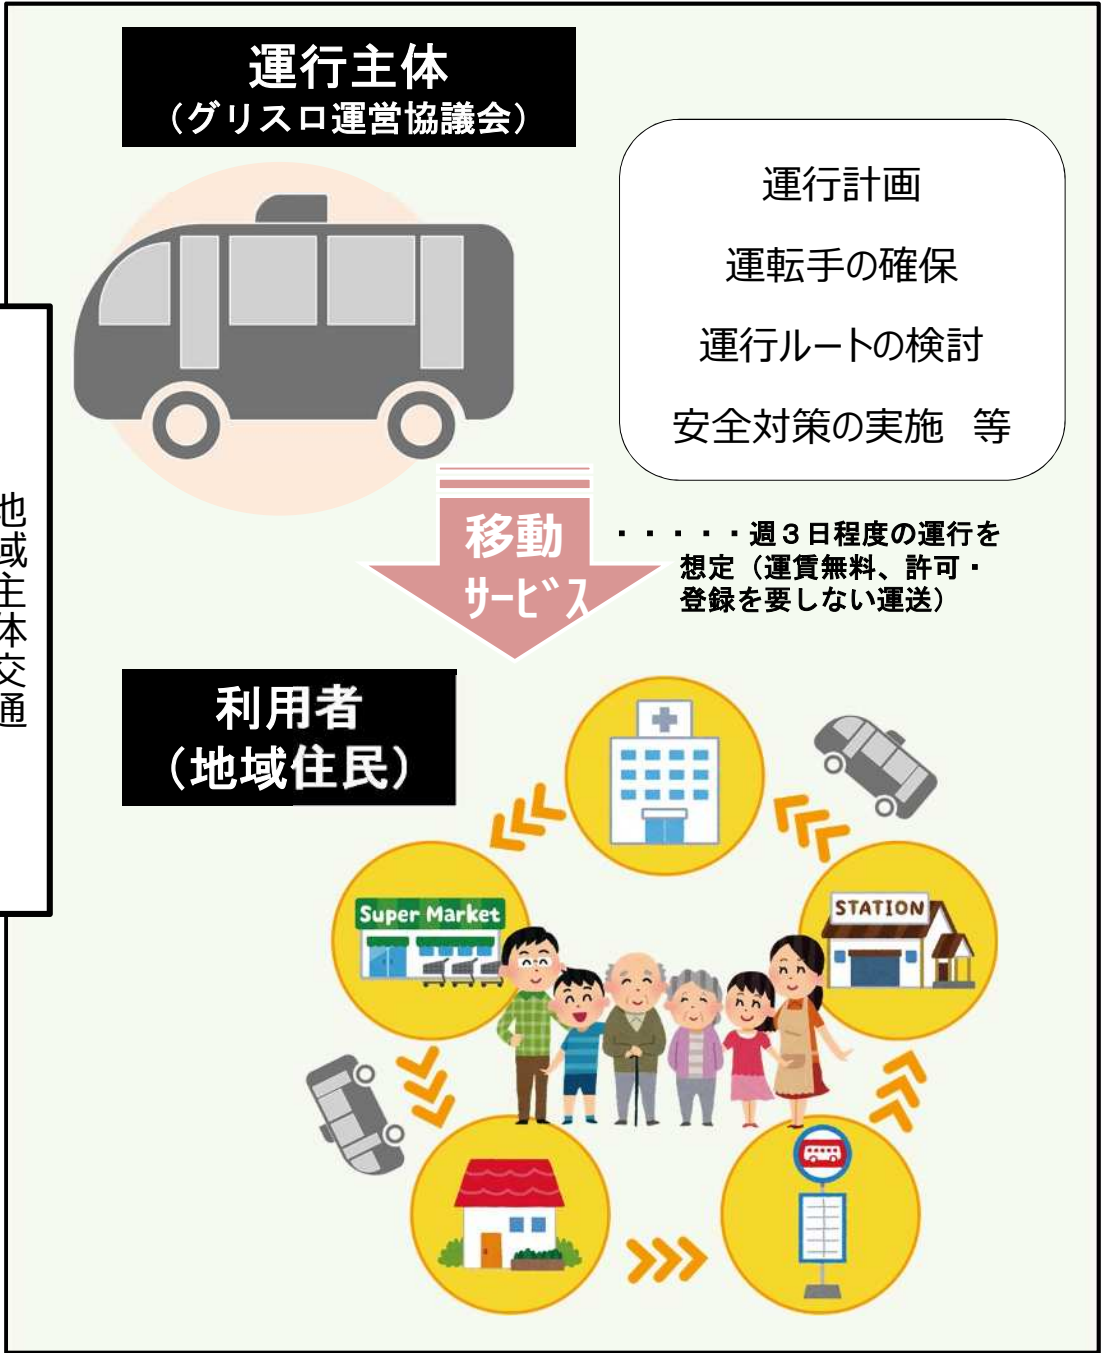 運行主体
（グリスロ運営協議会）
運行計画
運転手の確保
運行ルートの検討
安全対策の実施　等
地域主体交通
移動
サービス
・・・・・週３日程度の運行を
想定（運賃無料、許可・
登録を要しない運送）
利用者
（地域住民）
Super Market
STATION